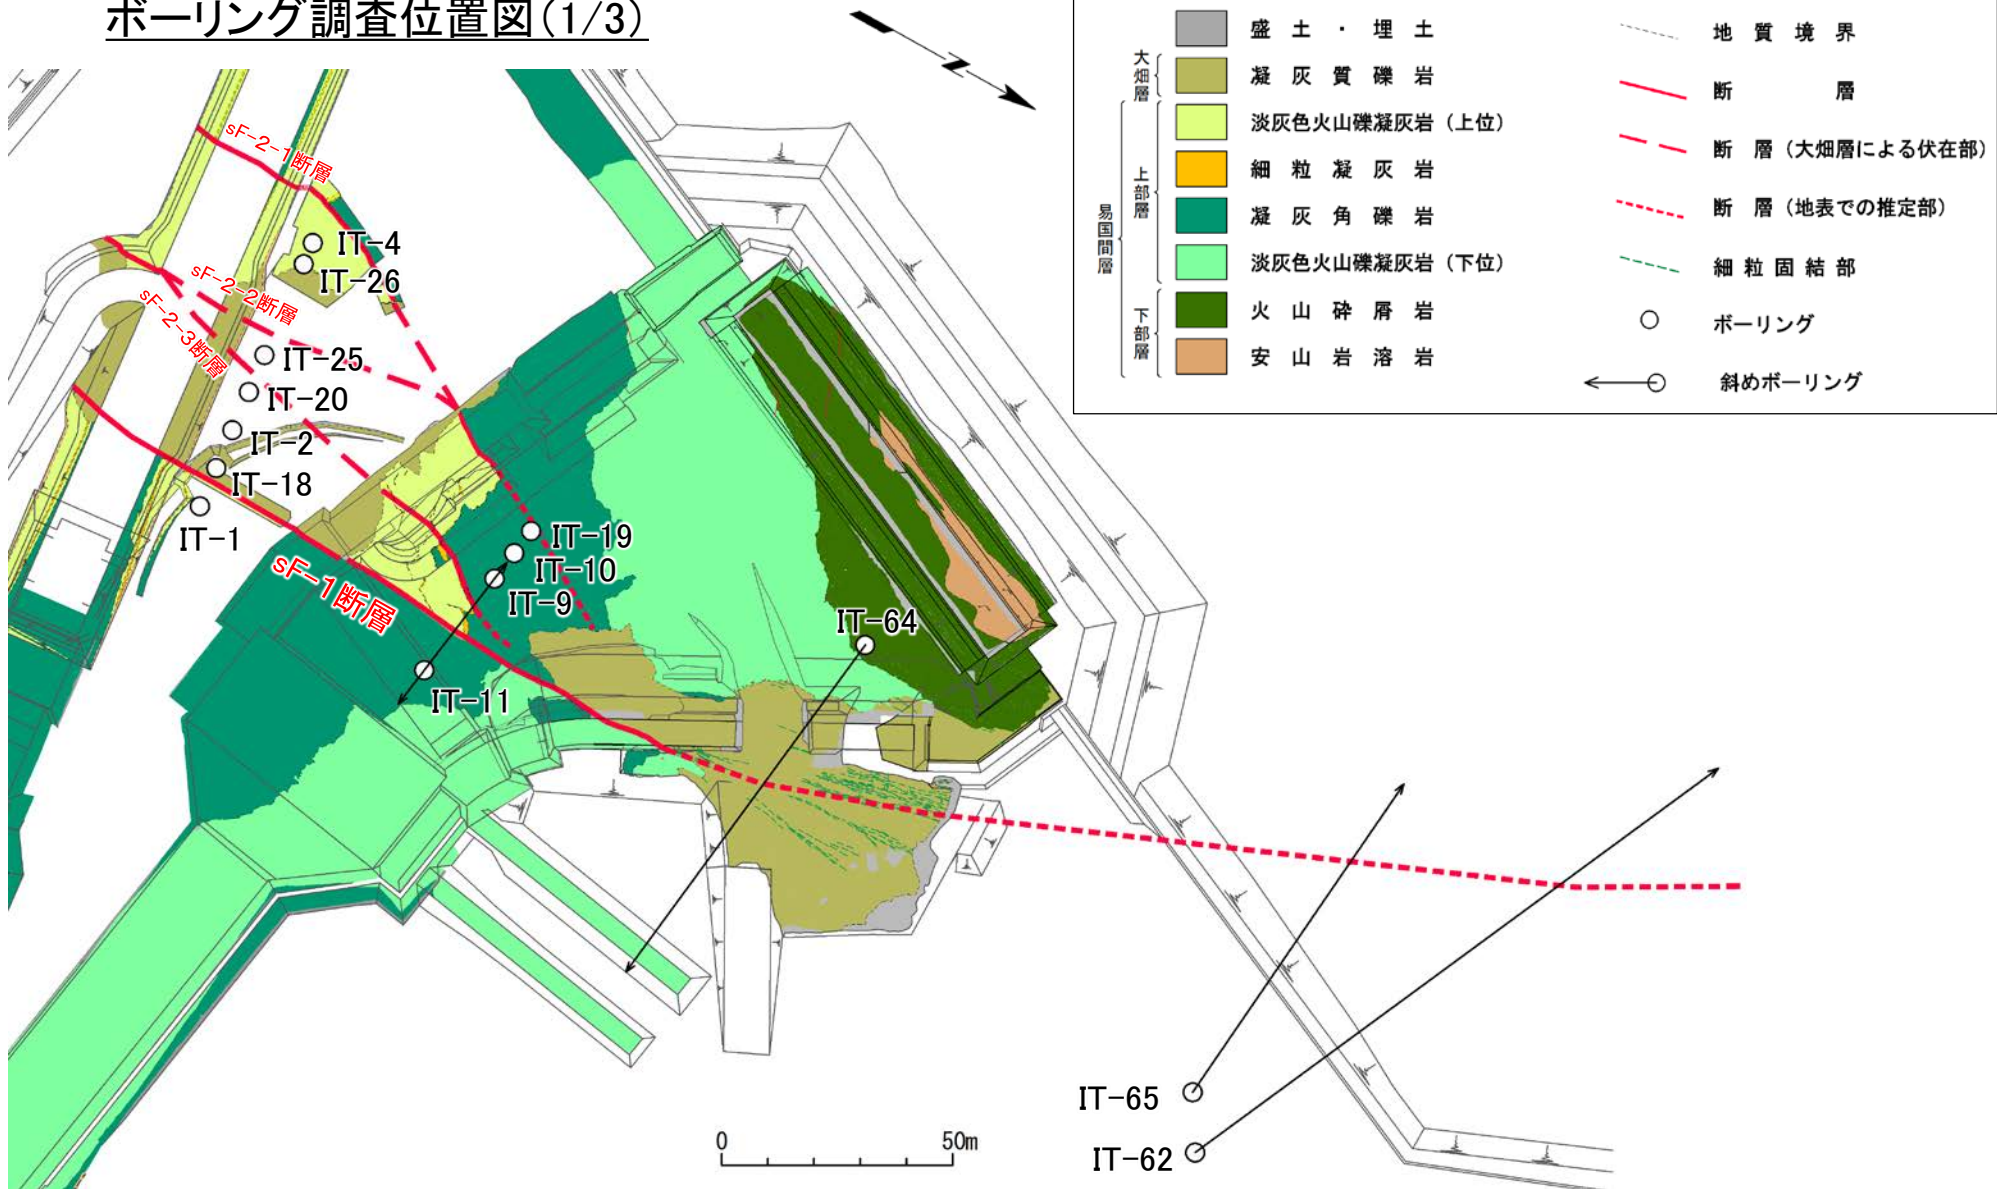 ボーリング調査位置図(1/3)
N
盛土・埋土
大畑層
凝灰質礫岩
易国間層
上部層
淡灰色火山礫凝灰岩(上位)
細粒凝灰岩
凝灰角礫岩
淡灰色火山礫凝灰岩(下位)
下部層
火山砕屑岩
安山岩溶岩
地質境界
断層
断層(大畑層による伏在部)
断層(地表での推定部)
細粒固結部
ボーリング
斜めボーリング
sF-2-1断層
IT-4
IT-26
sF-2-2断層
sF-2-3断層
IT-25
IT-20
IT-2
IT-18
IT-1
IT-19
IT-10
IT-9
sF-1断層
IT-64
IT-11
IT-65
IT-62
0 50m